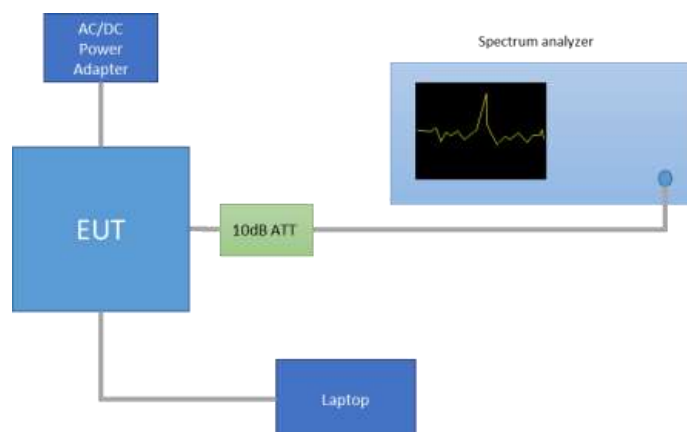 AC/DC
Power
Adapter
Spectrum analyzer
EUT
10dB ATT
Laptop